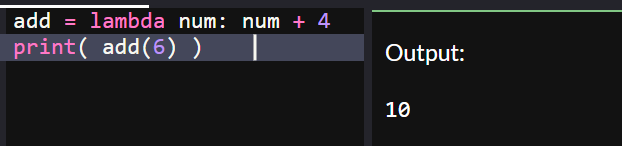 add = lambda num: num + 4
print( add(6) )
Output:
10